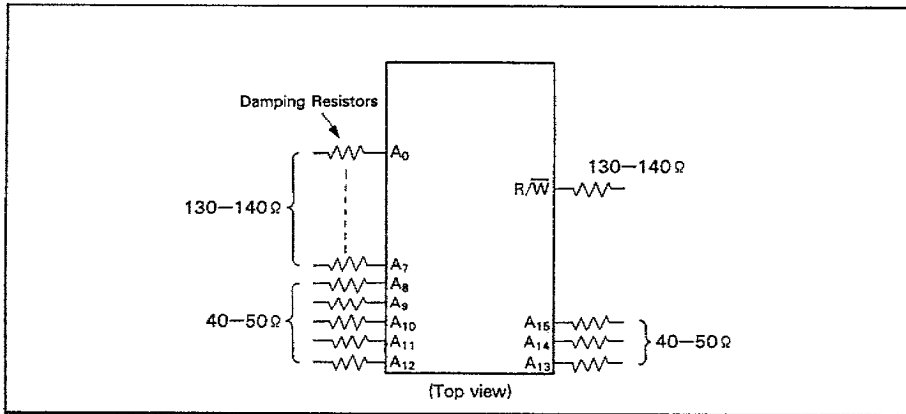 Damping Resistors
A₀
130–140Ω
R/W̅
130–140Ω
A₇
A₈
A₉
A₁₀
A₁₁
A₁₂
40–50Ω
A₁₅
A₁₄
A₁₃
40–50Ω
(Top view)